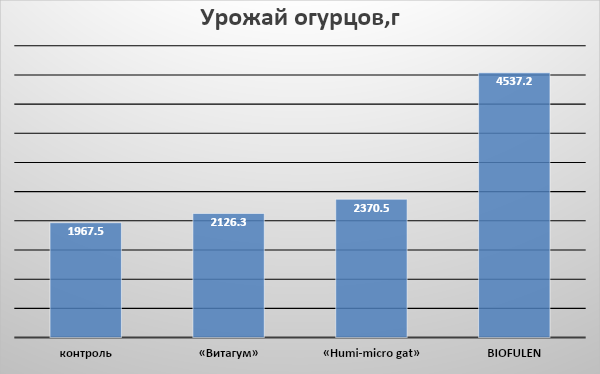 Урожай огурцов,г
1967.5
2126.3
2370.5
4537.2
контроль
«Витагум»
«Humi-micro gat»
BIOFULEN